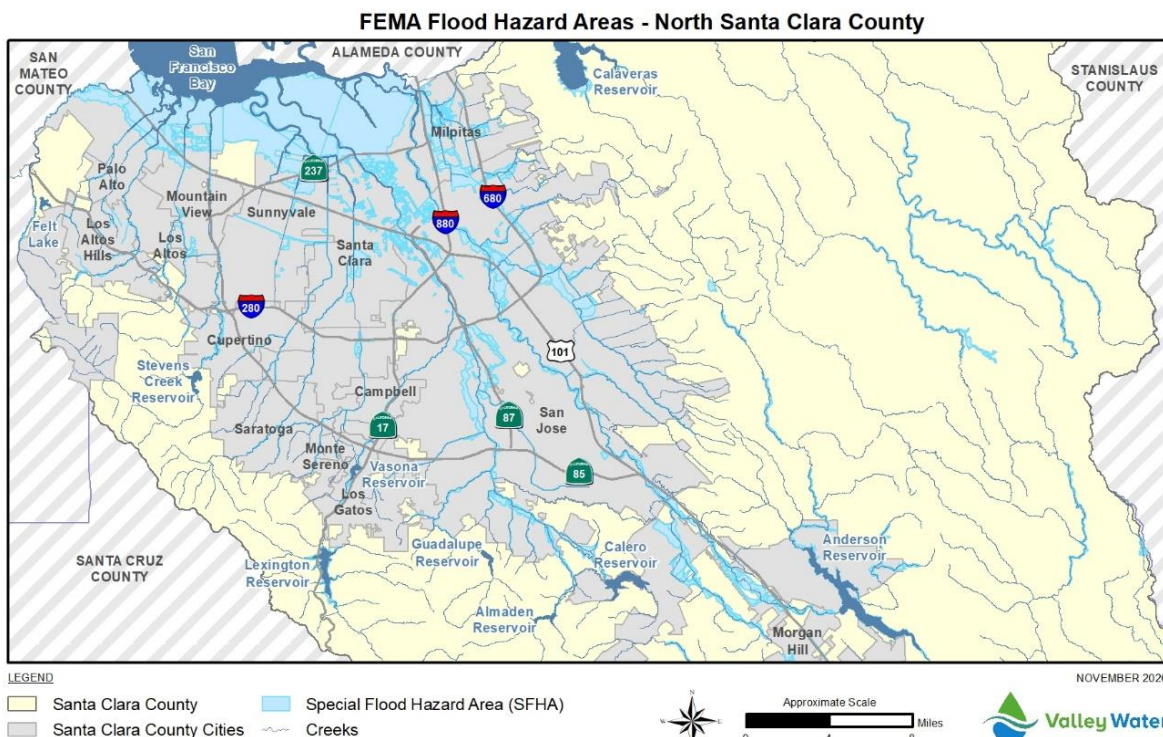 FEMA Flood Hazard Areas - North Santa Clara County
SAN
MATEO
COUNTY
San
Francisco
Bay
ALAMEDA COUNTY
Calaveras
Reservoir
STANISLAUS
COUNTY
Milpitas
237
680
880
Palo
Alto
Mountain
View
Sunnyvale
Felt
Lake
Los
Altos
Hills
Los
Altos
Santa
Clara
280
Cupertino
101
Stevens
Creek
Reservoir
Campbell
17
87
San
Jose
Saratoga
Monte
Sereno
Vasona
Reservoir
85
Los
Gatos
SANTA CRUZ
COUNTY
Lexington
Reservoir
Guadalupe
Reservoir
Calero
Reservoir
Anderson
Reservoir
Almaden
Reservoir
Morgan
Hill
LEGEND
Santa Clara County
Santa Clara County Cities
Special Flood Hazard Area (SFHA)
Creeks
N
W
E
Approximate Scale
Miles
NOVEMBER 2020
Valley Water